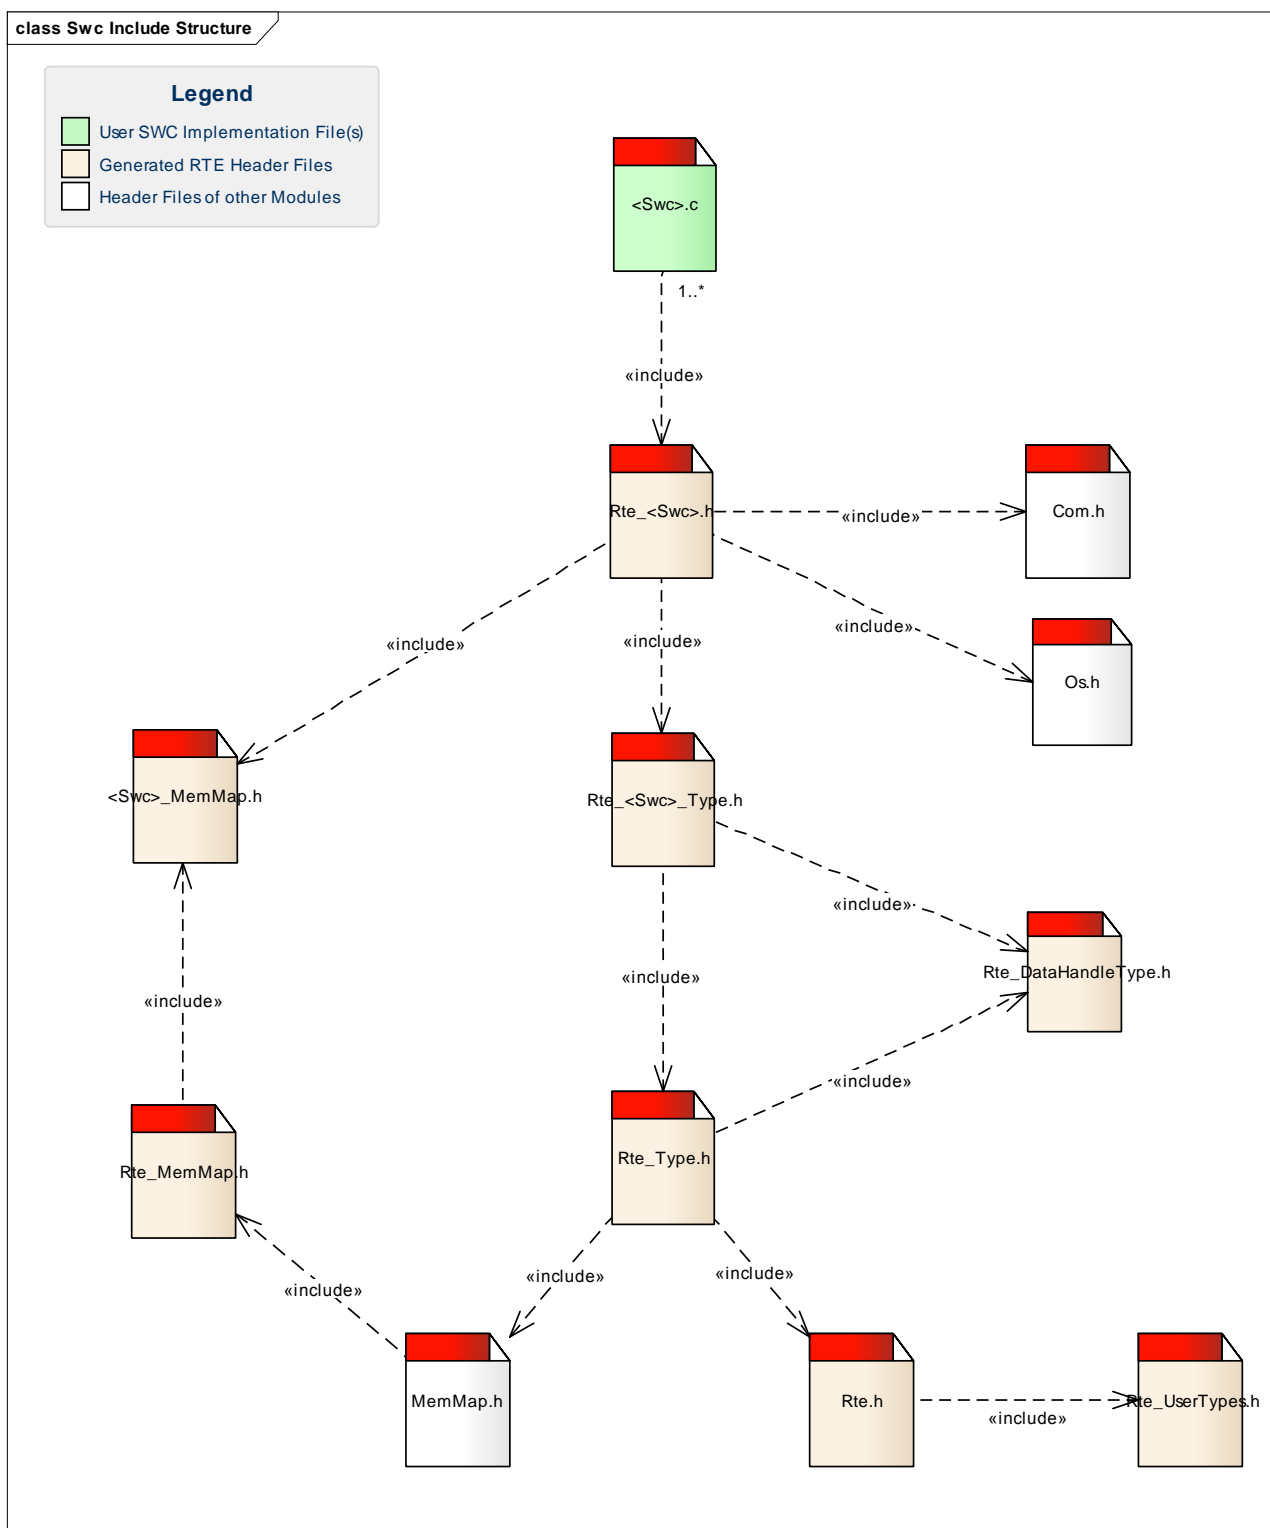 class Swc Include Structure
Legend
User SWC Implementation File(s)
Generated RTE Header Files
Header Files of other Modules
<Swc>.c
1..*
«include»
Rte_<Swc>.h
«include»
Com.h
«include»
«include»
«include»
Os.h
<Swc>_MemMap.h
Rte_<Swc>_Type.h
«include»
Rte_DataHandleType.h
«include»
«include»
«include»
Rte_MemMap.h
Rte_Type.h
«include»
«include»
«include»
MemMap.h
Rte.h
«include»
Rte_UserTypes.h